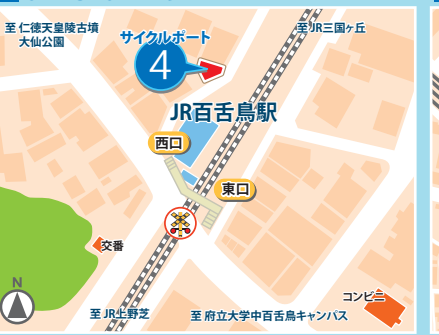 至 仁徳天皇陵古墳
大仙公園
サイクルポート
4
至 JR三国ヶ丘
JR百舌鳥駅
西口
東口
交番
N
至 JR上野芝
至 府立大学中百舌鳥キャンパス
コンビニ